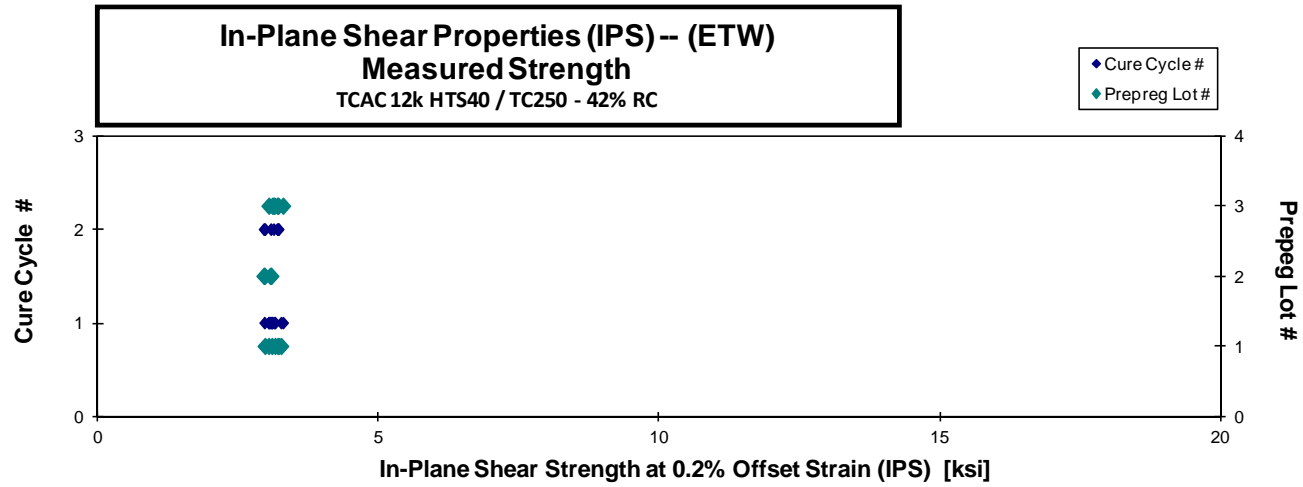 In-Plane Shear Properties (IPS) -- (ETW)
Measured Strength
TCAC 12k HTS40 / TC250 - 42% RC
Cure Cycle #
Prepreg Lot #
3
2
1
0
Cure Cycle #
4
3
2
1
0
Prepeg Lot #
0
5
10
15
20
In-Plane Shear Strength at 0.2% Offset Strain (IPS) [ksi]